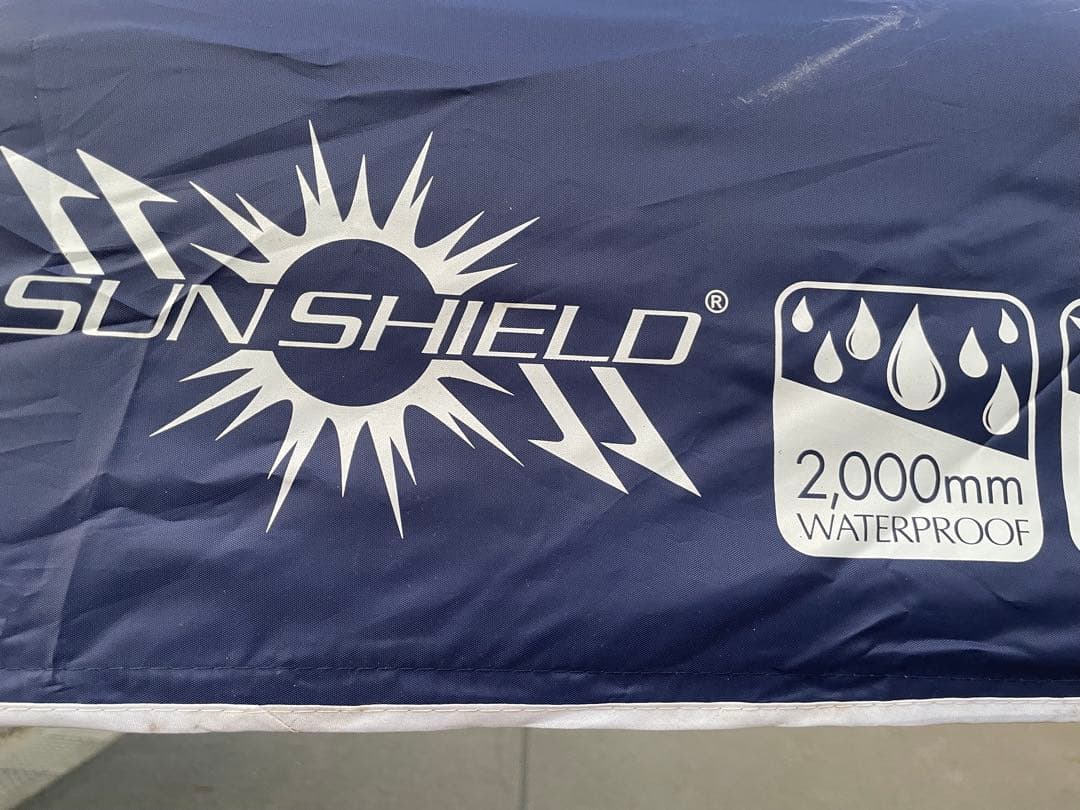 SUN SHIELD®
2,000mm
WATERPROOF